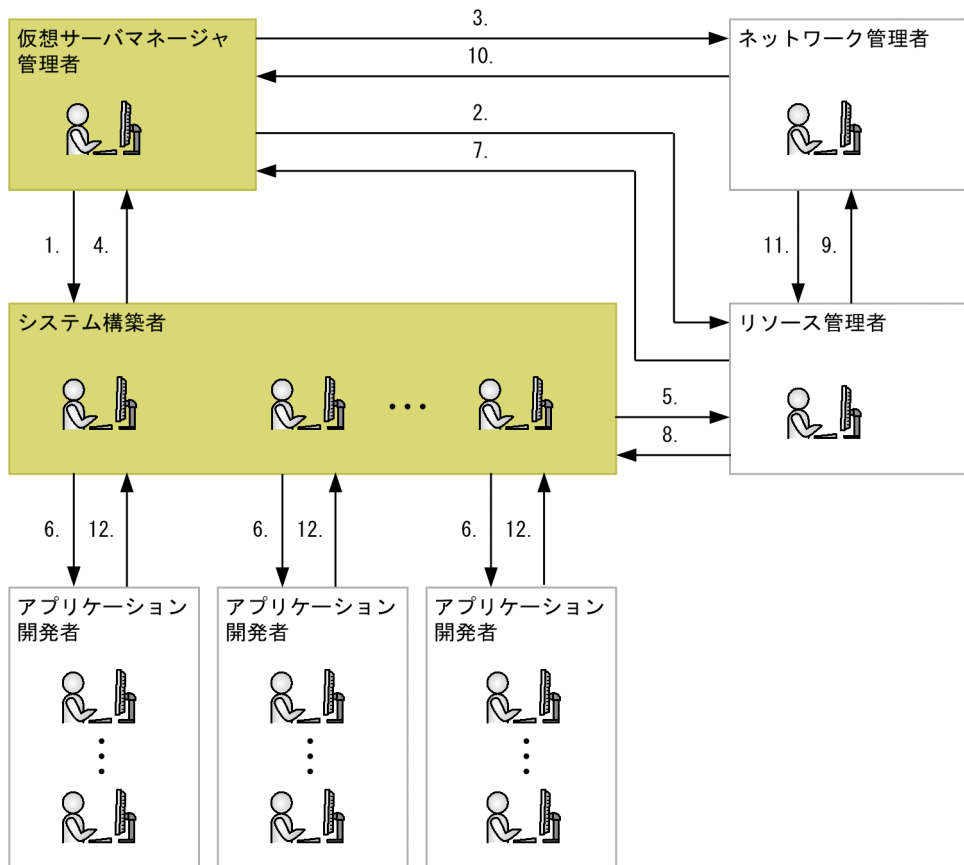 仮想サーバマネージャ
管理者
3.
10.
ネットワーク管理者
2.
7.
1.
4.
11.
9.
システム構築者
リソース管理者
...
5.
8.
6.
12.
6.
12.
6.
12.
アプリケーション
開発者
アプリケーション
開発者
アプリケーション
開発者